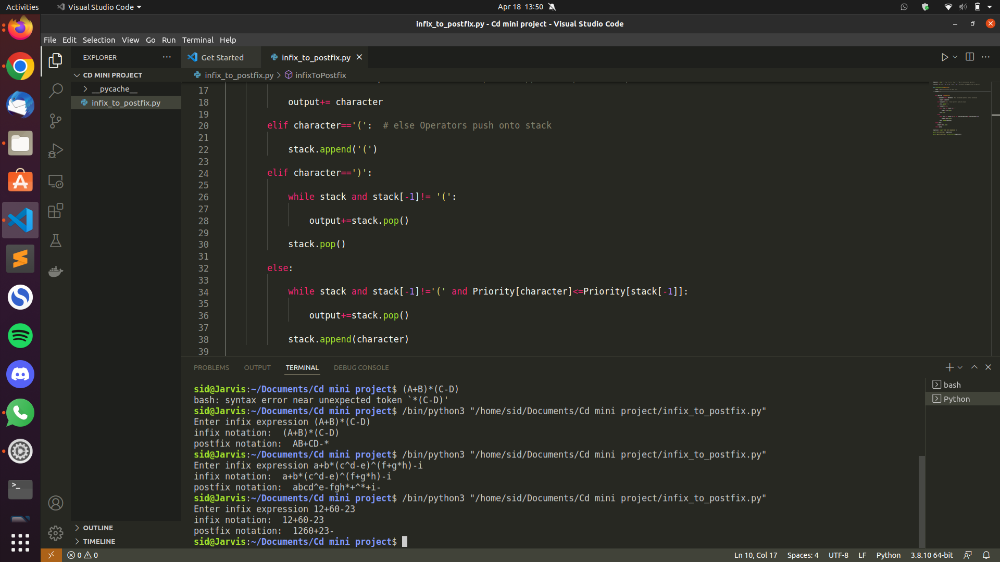 Activities
Visual Studio Code
Apr 18 13:50
infix_to_postfix.py - Cd mini project - Visual Studio Code
File Edit Selection View Go Run Terminal Help
EXPLORER
Get Started
infix_to_postfix.py
CD MINI PROJECT
infix_to_postfix.py > infixToPostfix
__pycache__
infix_to_postfix.py
17
18 output+= character
19
20 elif character=='(': # else Operators push onto stack
21
22 stack.append('(')
23
24 elif character==')':
25
26 while stack and stack[-1]!= '(':
27
28 output+=stack.pop()
29
30 stack.pop()
31
32 else:
33
34 while stack and stack[-1]!='(' and Priority[character]<=Priority[stack[-1]]:
35
36 output+=stack.pop()
37
38 stack.append(character)
39
PROBLEMS OUTPUT TERMINAL DEBUG CONSOLE
sid@Jarvis:~/Documents/Cd mini project$ (A+B)*(C-D)
bash: syntax error near unexpected token `*(C-D)'
sid@Jarvis:~/Documents/Cd mini project$ /bin/python3 "/home/sid/Documents/Cd mini project/infix_to_postfix.py"
Enter infix expression (A+B)*(C-D)
infix notation:  (A+B)*(C-D)
postfix notation:  AB+CD-*
sid@Jarvis:~/Documents/Cd mini project$ /bin/python3 "/home/sid/Documents/Cd mini project/infix_to_postfix.py"
Enter infix expression a+b*(c^d-e)^(f+g*h)-i
infix notation:  a+b*(c^d-e)^(f+g*h)-i
postfix notation:  abcd^e-fgh*+^*+i-
sid@Jarvis:~/Documents/Cd mini project$ /bin/python3 "/home/sid/Documents/Cd mini project/infix_to_postfix.py"
Enter infix expression 12+60-23
infix notation:  12+60-23
postfix notation:  1260+23-
sid@Jarvis:~/Documents/Cd mini project$
bash
Python
OUTLINE
TIMELINE
0 0
Ln 10, Col 17 Spaces: 4 UTF-8 LF Python 3.8.10 64-bit